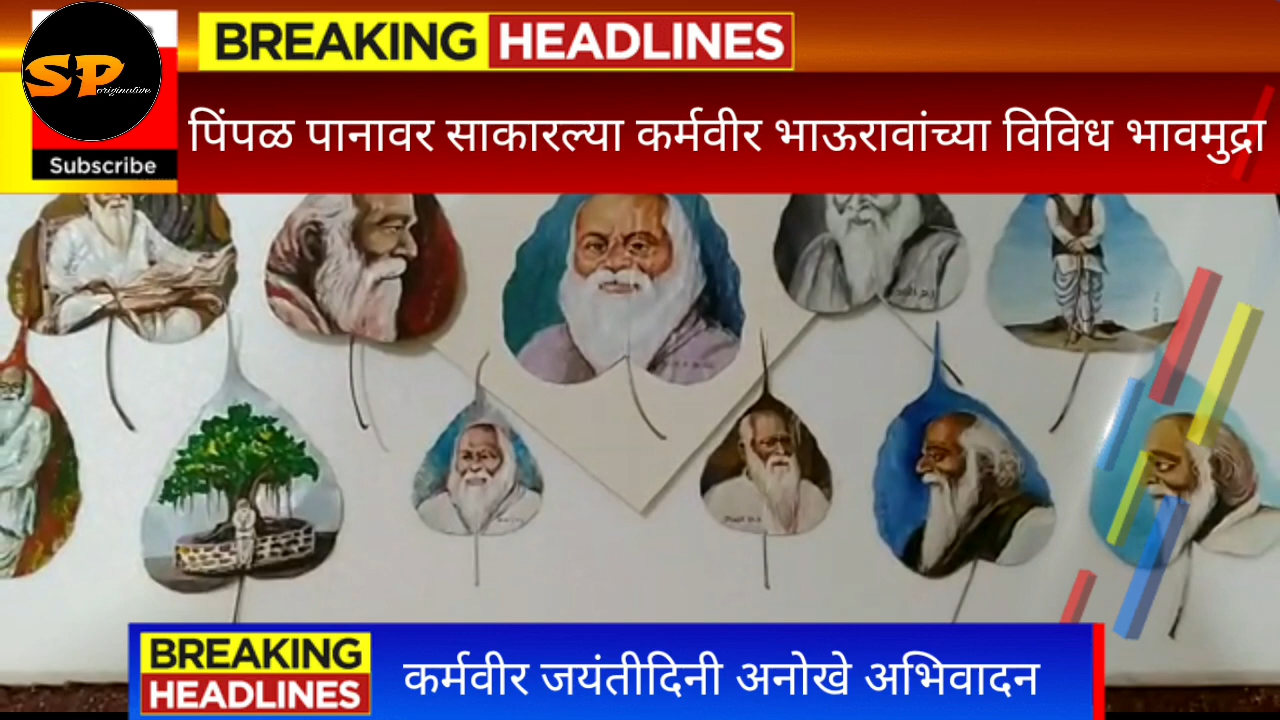 BREAKING HEADLINES
SP originative
Subscribe
पिंपळ पानावर साकारल्या कर्मवीर भाऊरावांच्या विविध भावमुद्रा
BREAKING
HEADLINES
कर्मवीर जयंतीदिनी अनोखे अभिवादन